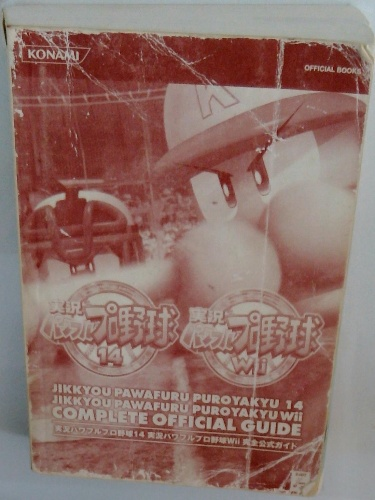 KONAMI
OFFICIAL BOOKS
K
実況
パワフル
プロ野球
14
実況
パワフル
プロ野球
Wii
JIKKYOU PAWAFURU PUROYAKYU 14
JIKKYOU PAWAFURU PUROYAKYU Wii
COMPLETE OFFICIAL GUIDE
実況パワフルプロ野球14 実況パワフルプロ野球Wii 完全公式ガイド